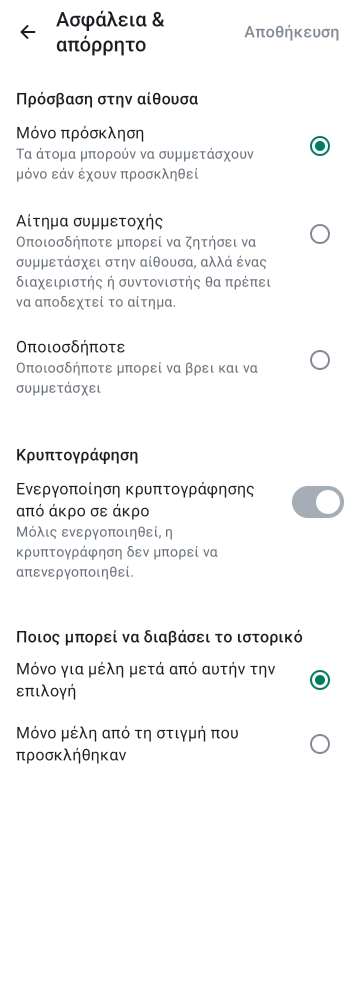 Ασφάλεια &
απόρρητο
Αποθήκευση
Πρόσβαση στην αίθουσα
Μόνο πρόσκληση
Τα άτομα μπορούν να συμμετάσχουν
μόνο εάν έχουν προσκληθεί
Αίτημα συμμετοχής
Οποιοσδήποτε μπορεί να ζητήσει να
συμμετάσχει στην αίθουσα, αλλά ένας
διαχειριστής ή συντονιστής θα πρέπει
να αποδεχτεί το αίτημα.
Οποιοσδήποτε
Οποιοσδήποτε μπορεί να βρει και να
συμμετάσχει
Κρυπτογράφηση
Ενεργοποίηση κρυπτογράφησης
από άκρο σε άκρο
Μόλις ενεργοποιηθεί, η
κρυπτογράφηση δεν μπορεί να
απενεργοποιηθεί.
Ποιος μπορεί να διαβάσει το ιστορικό
Μόνο για μέλη μετά από αυτήν την
επιλογή
Μόνο μέλη από τη στιγμή που
προσκλήθηκαν